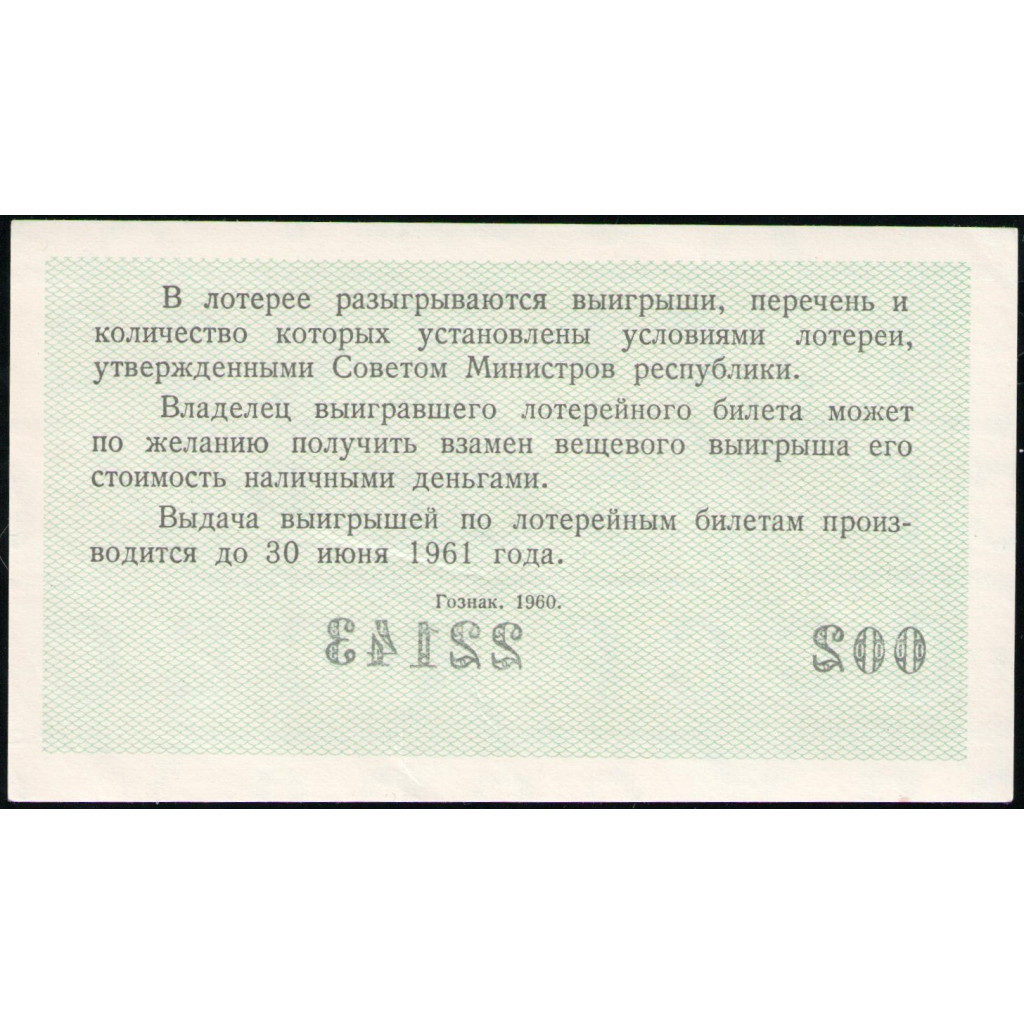 В лотерее разыгрываются выигрыши, перечень и
количество которых установлены условиями лотереи,
утвержденными Советом Министров республики.
Владелец выигравшего лотерейного билета может
по желанию получить взамен вещевого выигрыша его
стоимость наличными деньгами.
Выдача выигрышей по лотерейным билетам произ-
водится до 30 июня 1961 года.
Гознак. 1960.
22143 002